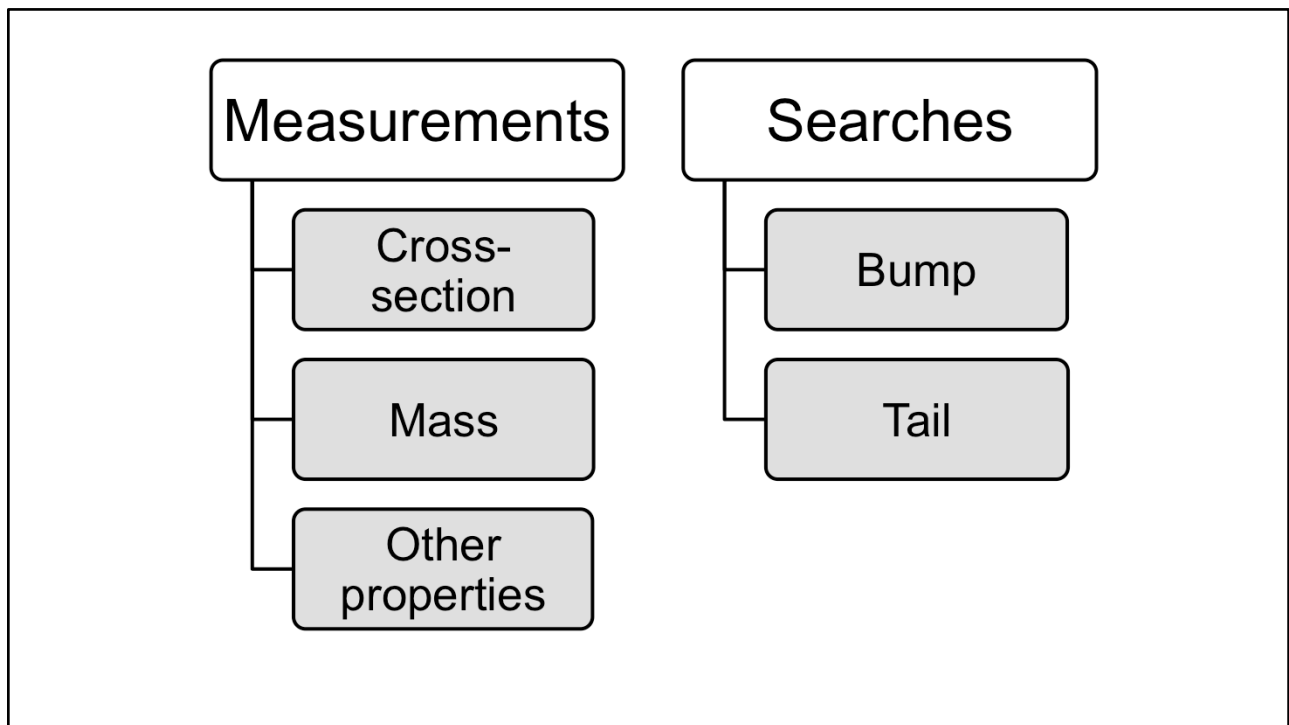 Measurements
Cross-
section
Mass
Other
properties
Searches
Bump
Tail